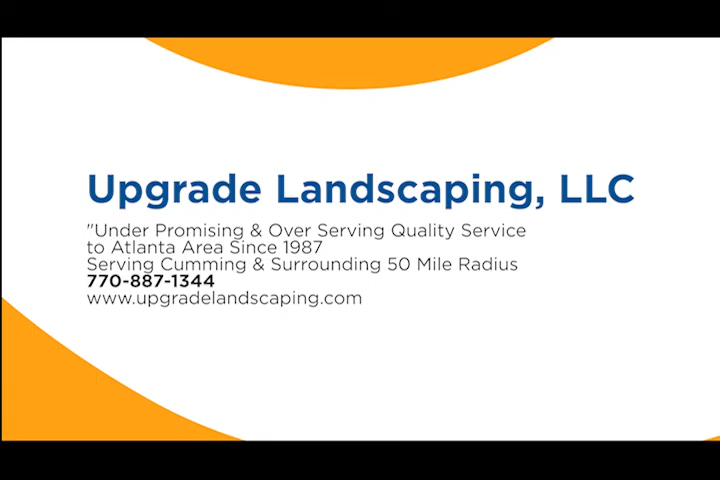 Upgrade Landscaping, LLC
"Under Promising & Over Serving Quality Service
to Atlanta Area Since 1987
Serving Cumming & Surrounding 50 Mile Radius
770-887-1344
www.upgradelandscaping.com